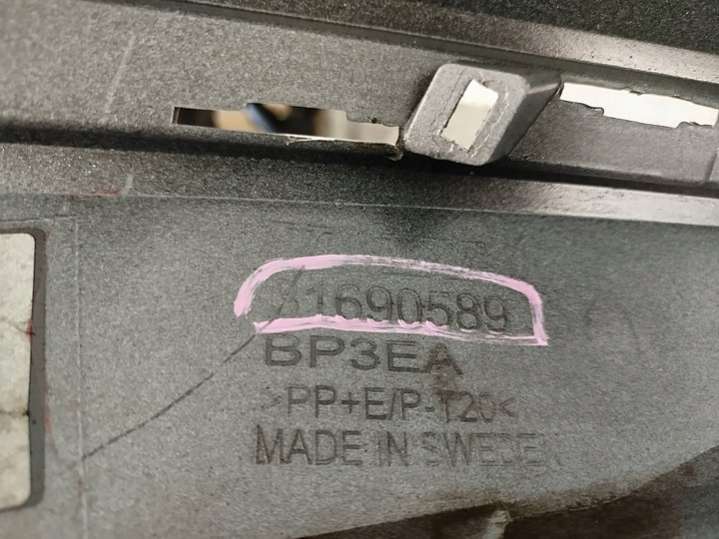 31690589
BP3EA
>PP+E/P-T20<
MADE IN SWEDEN